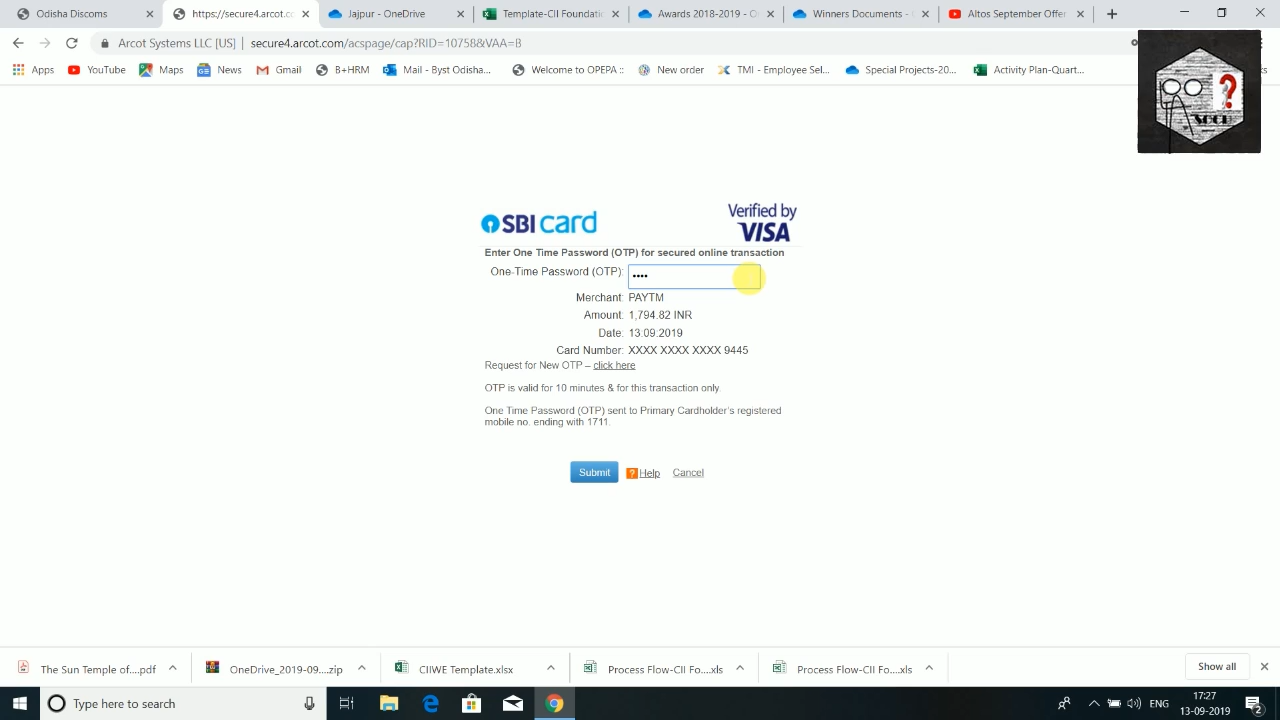 Odisha Discoms
https://secure4.arcot.c
Jajpur - OneDrive
Template-CII Foundat
Awards 2018-2019 - O
Winners Documents -
Altos September Offer
Arcot Systems LLC [US] | secure4.arcot.com/acspage/cap?RID=10758&VAA=B
Apps
YouTube
Maps
News
Gmail
B+HRM
Mail - Byst Odi
Welcome to OPEPA ::
New order
TMI - Employee Sel...
Special Offers
Activity Plan-Quart...
SBI card
Verified by
VISA
Enter One Time Password (OTP) for secured online transaction
One-Time Password (OTP): ••••
Merchant: PAYTM
Amount: 1,794.82 INR
Date: 13:09:2019
Card Number: XXXX XXXX XXXX 9445
Request for New OTP – click here
OTP is valid for 10 minutes & for this transaction only.
One Time Password (OTP) sent to Primary Cardholder's registered
mobile no. ending with 1711.
Submit ? Help Cancel
The Sun Temple of....pdf
OneDrive_2019-09....zip
CIIWE Template.xlsx
Process Flow-CII Fo....xls
Process Flow-CII Fo....xls
Show all
Type here to search
ENG
17:27
13-09-2019
2